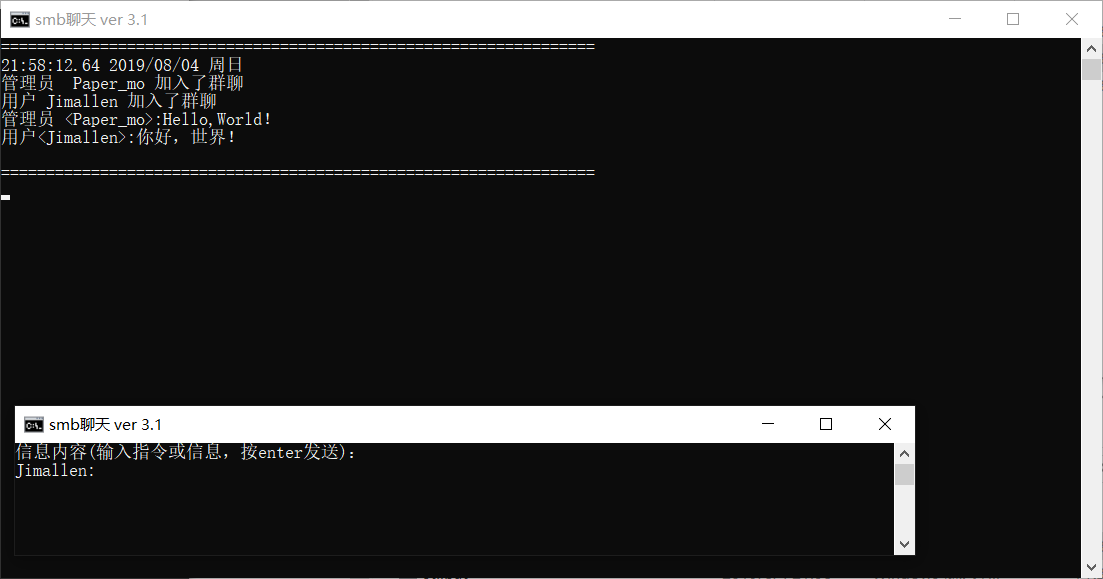 smb聊天 ver 3.1
==================================================================
21:58:12.64 2019/08/04 周日
管理员  Paper_mo 加入了群聊
用户 Jimallen 加入了群聊
管理员 <Paper_mo>:Hello,World!
用户<Jimallen>:你好，世界！
==================================================================
smb聊天 ver 3.1
信息内容(输入指令或信息，按enter发送)：
Jimallen: